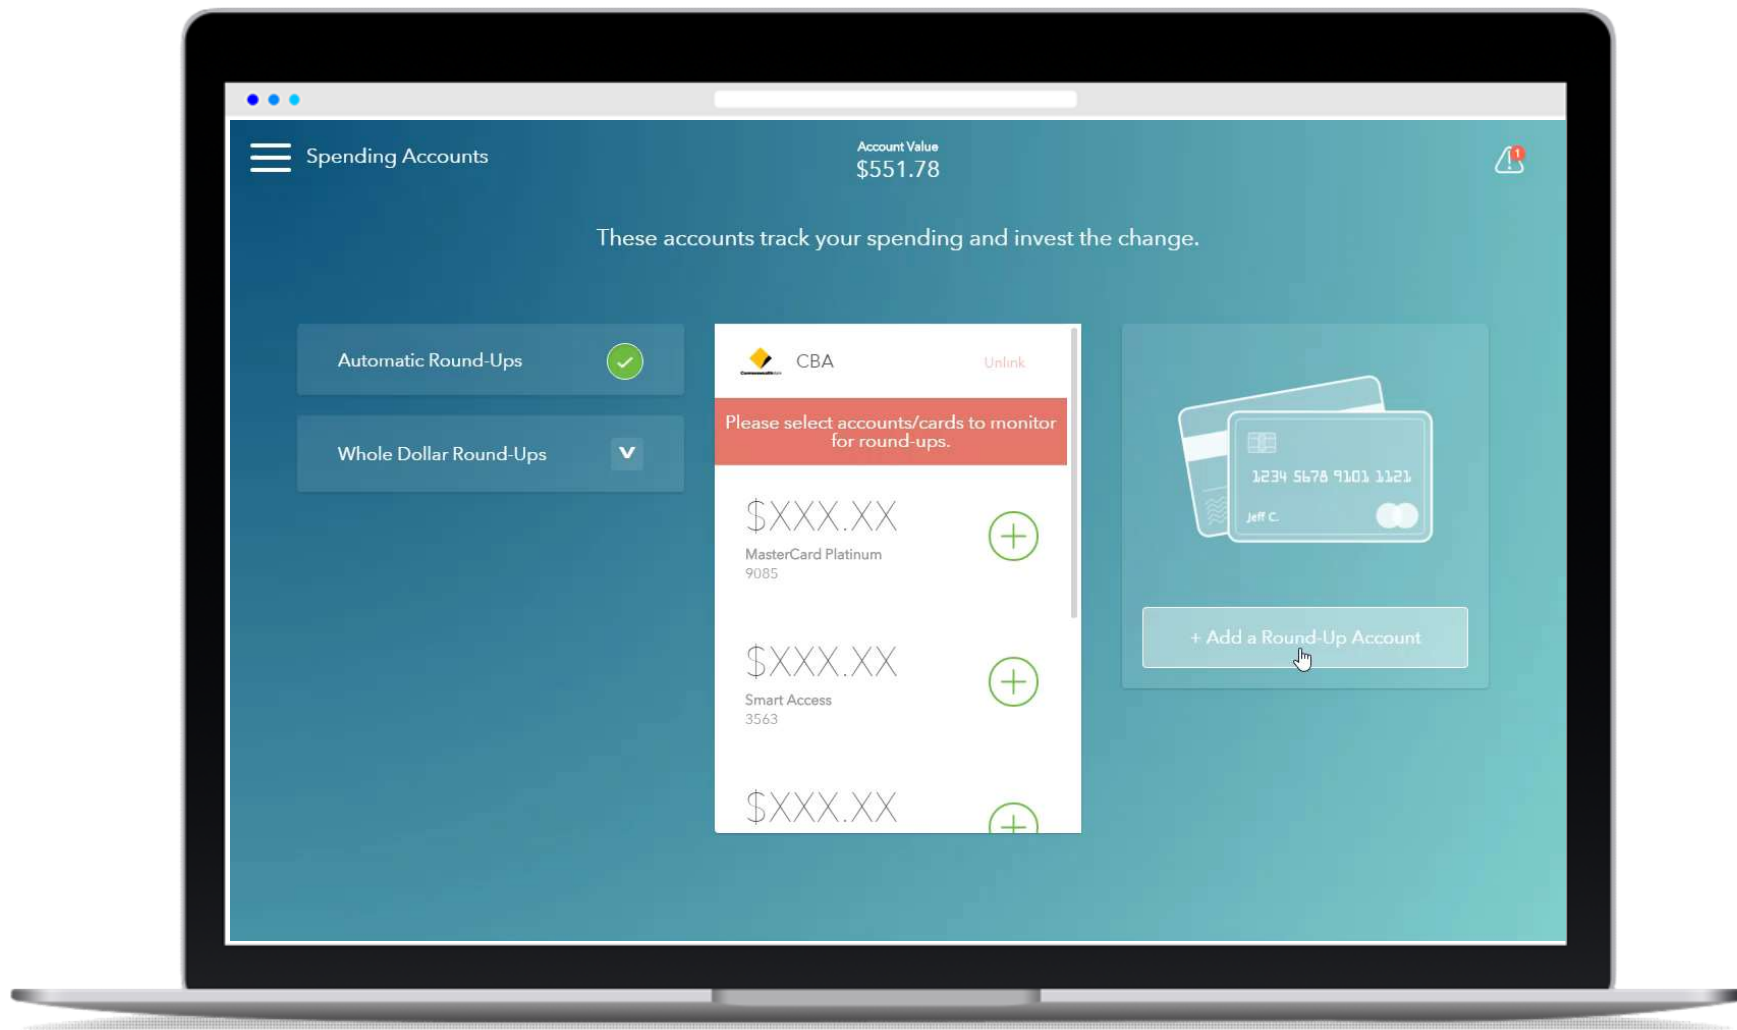 Spending Accounts
Account Value
$551.78
1
These accounts track your spending and invest the change.
Automatic Round-Ups
Whole Dollar Round-Ups
CBA
Unlink
Please select accounts/cards to monitor
for round-ups.
$XXX.XX
MasterCard Platinum
9085
$XXX.XX
Smart Access
3563
$XXX.XX
1234 5678 9101 1121
Jeff C.
+ Add a Round-Up Account